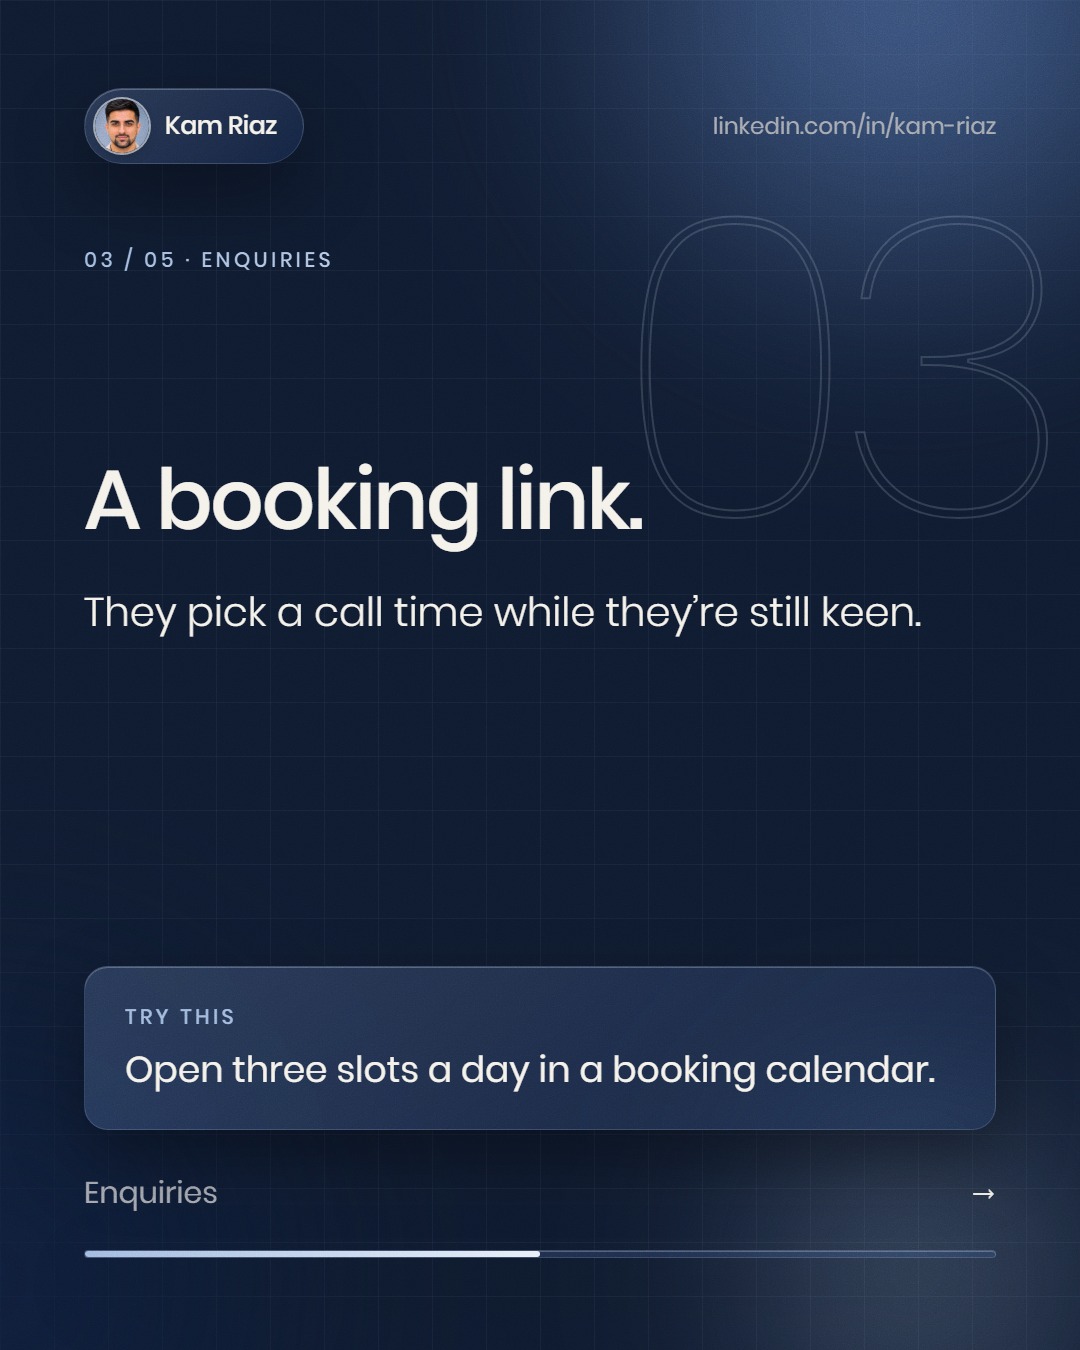 Kam Riaz
linkedin.com/in/kam-riaz
03 / 05 · ENQUIRIES
03
A booking link.
They pick a call time while they’re still keen.
TRY THIS
Open three slots a day in a booking calendar.
Enquiries →